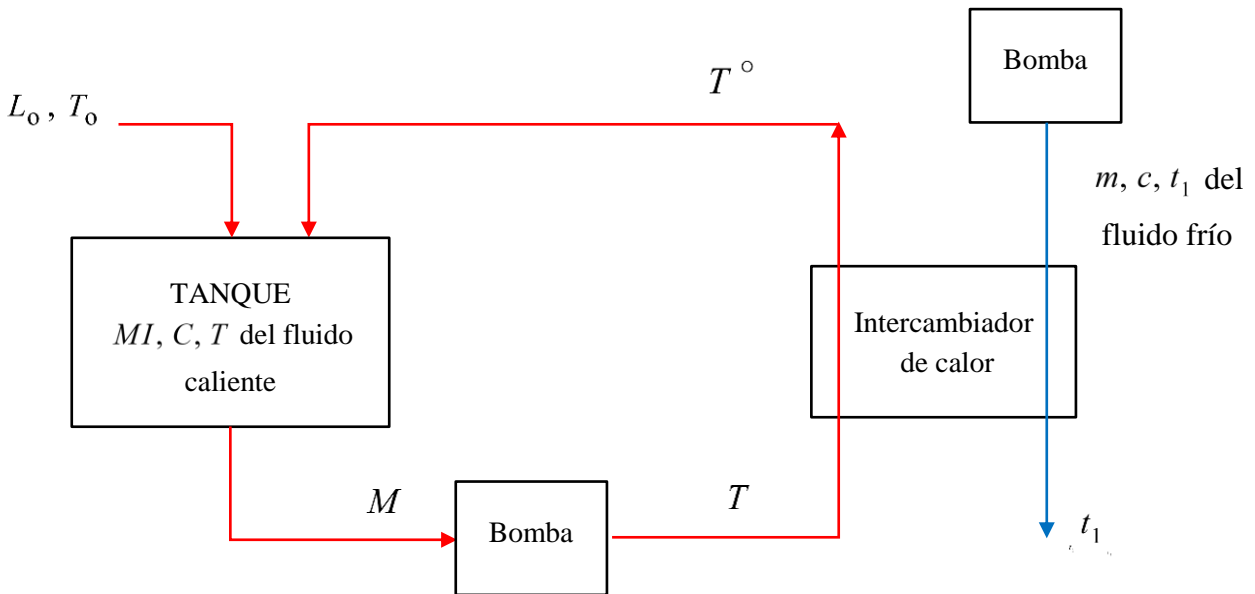 Bomba
T °
L₀ , T₀
m, c, t₁ del
fluido frío
TANQUE
MI, C, T del fluido
caliente
Intercambiador
de calor
M
T
Bomba
t₁